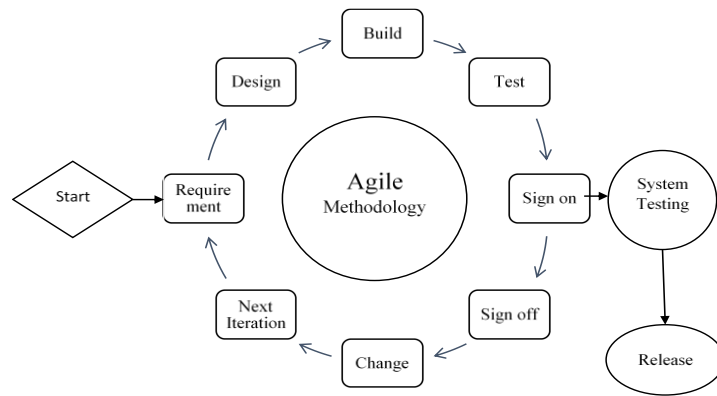 Build
Design
Test
Start
Require
ment
Agile
Methodology
Sign on
System
Testing
Next
Iteration
Sign off
Change
Release